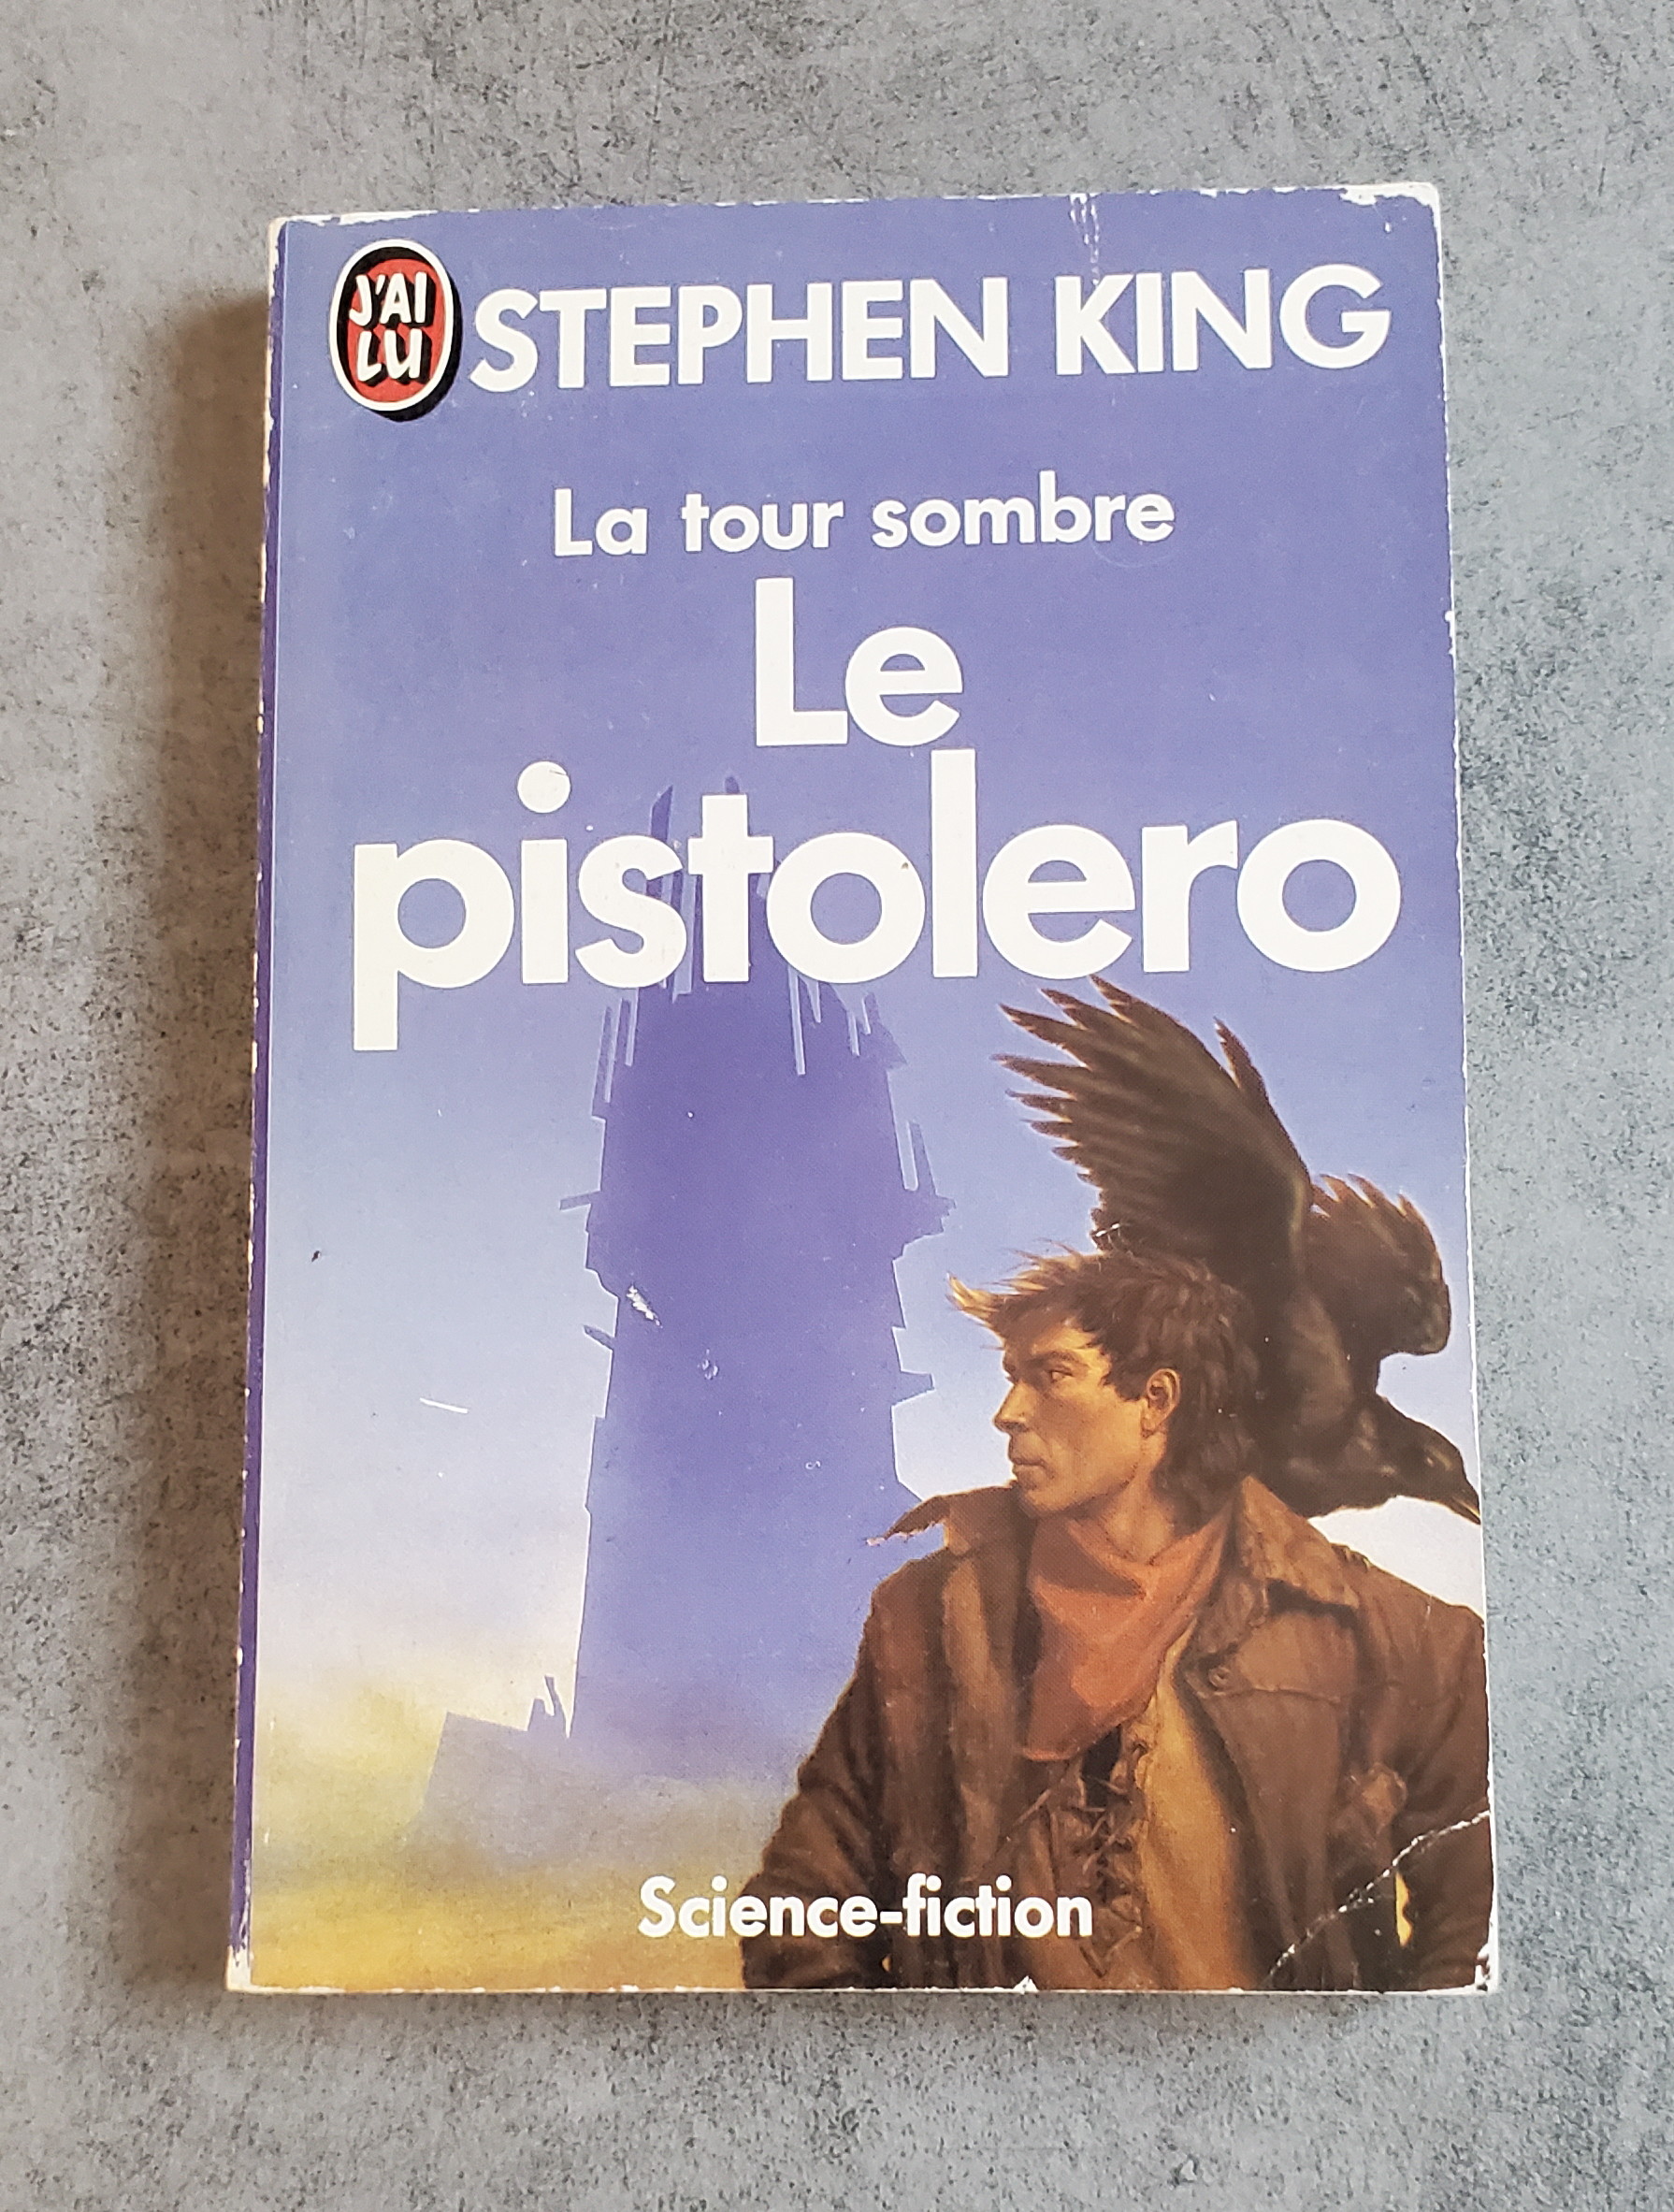 J'AI
LU
STEPHEN KING
La tour sombre
Le
pistolero
Science-fiction